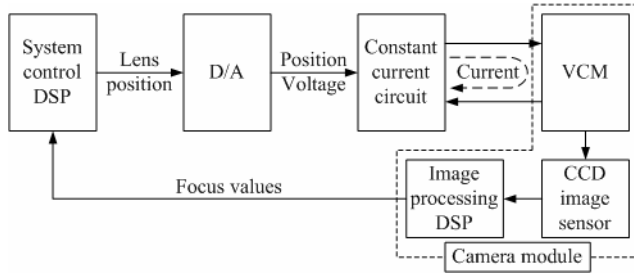 System
control
DSP
Lens
position
D/A
Position
Voltage
Constant
current
circuit
Current
VCM
CCD
image
sensor
Image
processing
DSP
Focus values
Camera module